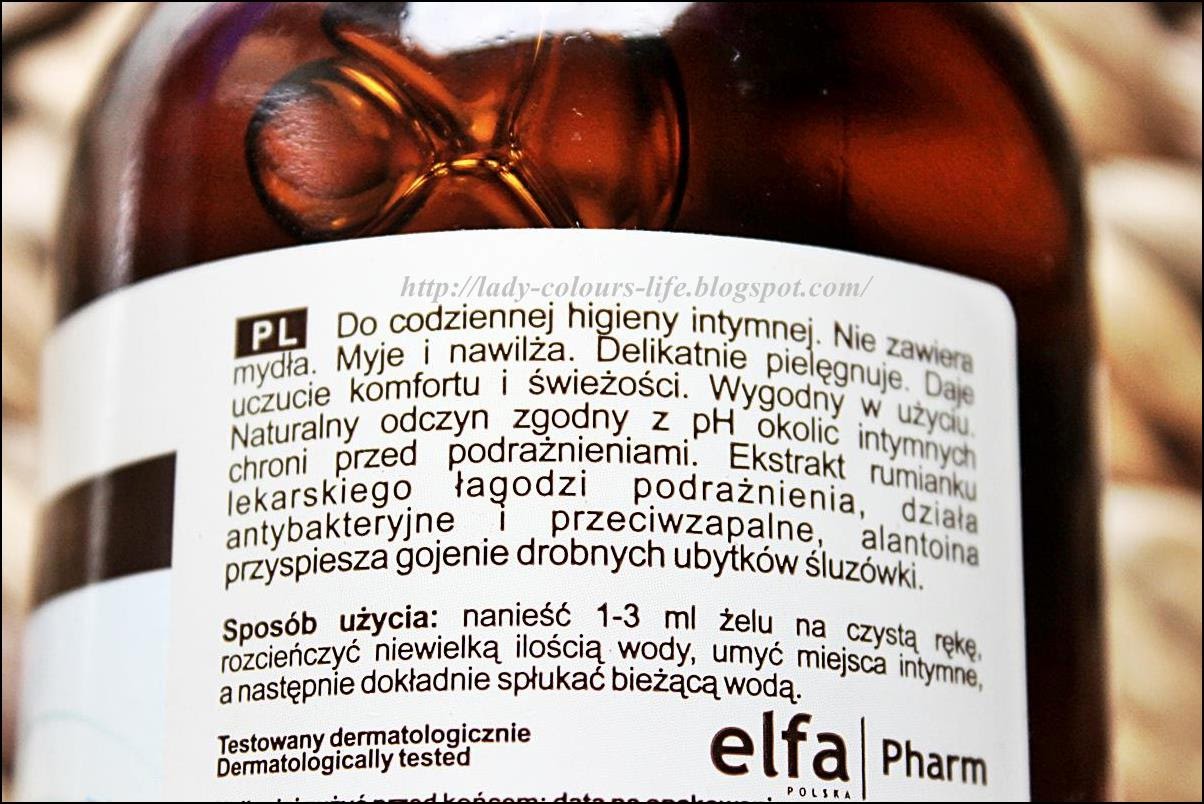 http://lady-colours-life.blogspot.com/
PL Do codziennej higieny intymnej. Nie zawiera
mydła. Myje i nawilża. Delikatnie pielęgnuje. Daje
uczucie komfortu i świeżości. Wygodny w użyciu.
Naturalny odczyn zgodny z pH okolic intymnych
chroni przed podrażnieniami. Ekstrakt rumianku
lekarskiego łagodzi podrażnienia, działa
antybakteryjne i przeciwzapalne, alantoina
przyspiesza gojenie drobnych ubytków śluzówki.
Sposób użycia: nanieść 1-3 ml żelu na czystą rękę,
rozcieńczyć niewielką ilością wody, umyć miejsca intymne,
a następnie dokładnie spłukać bieżącą wodą.
Testowany dermatologicznie
Dermatologically tested
elfa Pharm
POLSKA
przed końcem: data na